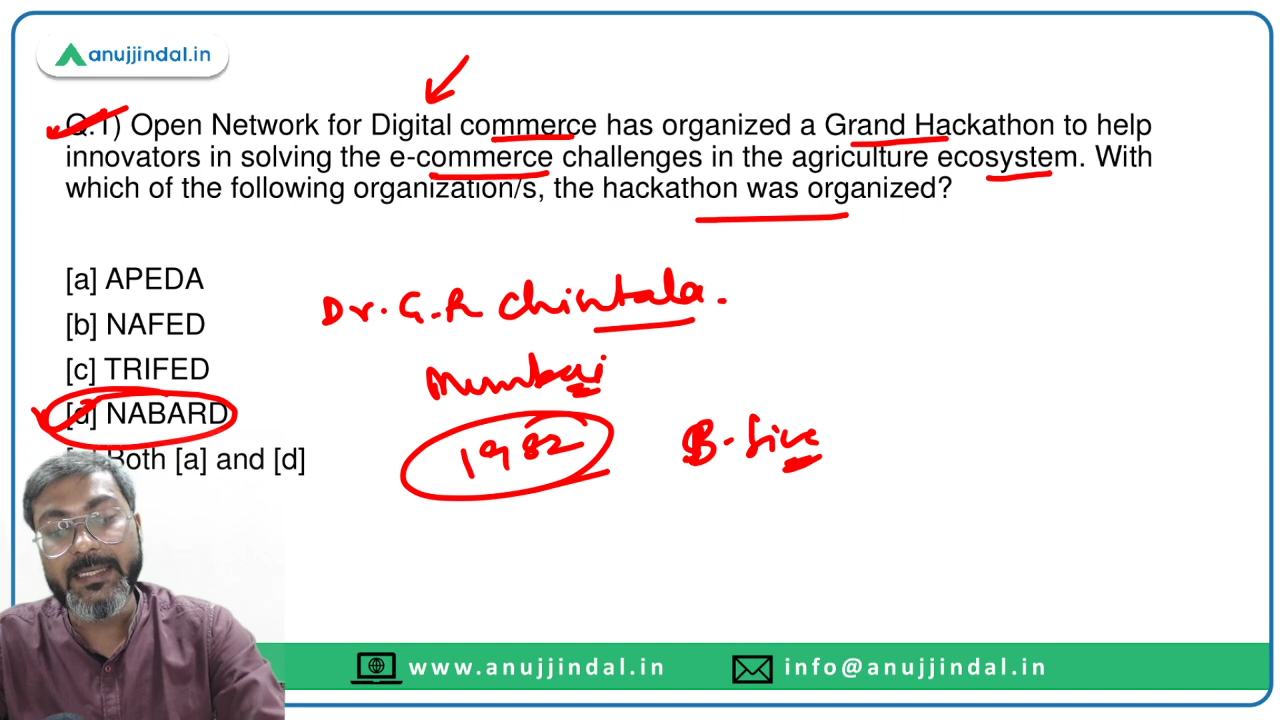 anujjindal.in
Q.1) Open Network for Digital commerce has organized a Grand Hackathon to help
innovators in solving the e-commerce challenges in the agriculture ecosystem. With
which of the following organization/s, the hackathon was organized?
[a] APEDA
[b] NAFED
[c] TRIFED
[d] NABARD
Both [a] and [d]
Dr. G.R Chintala.
Mumbai
1982
www.anujjindal.in
info@anujjindal.in